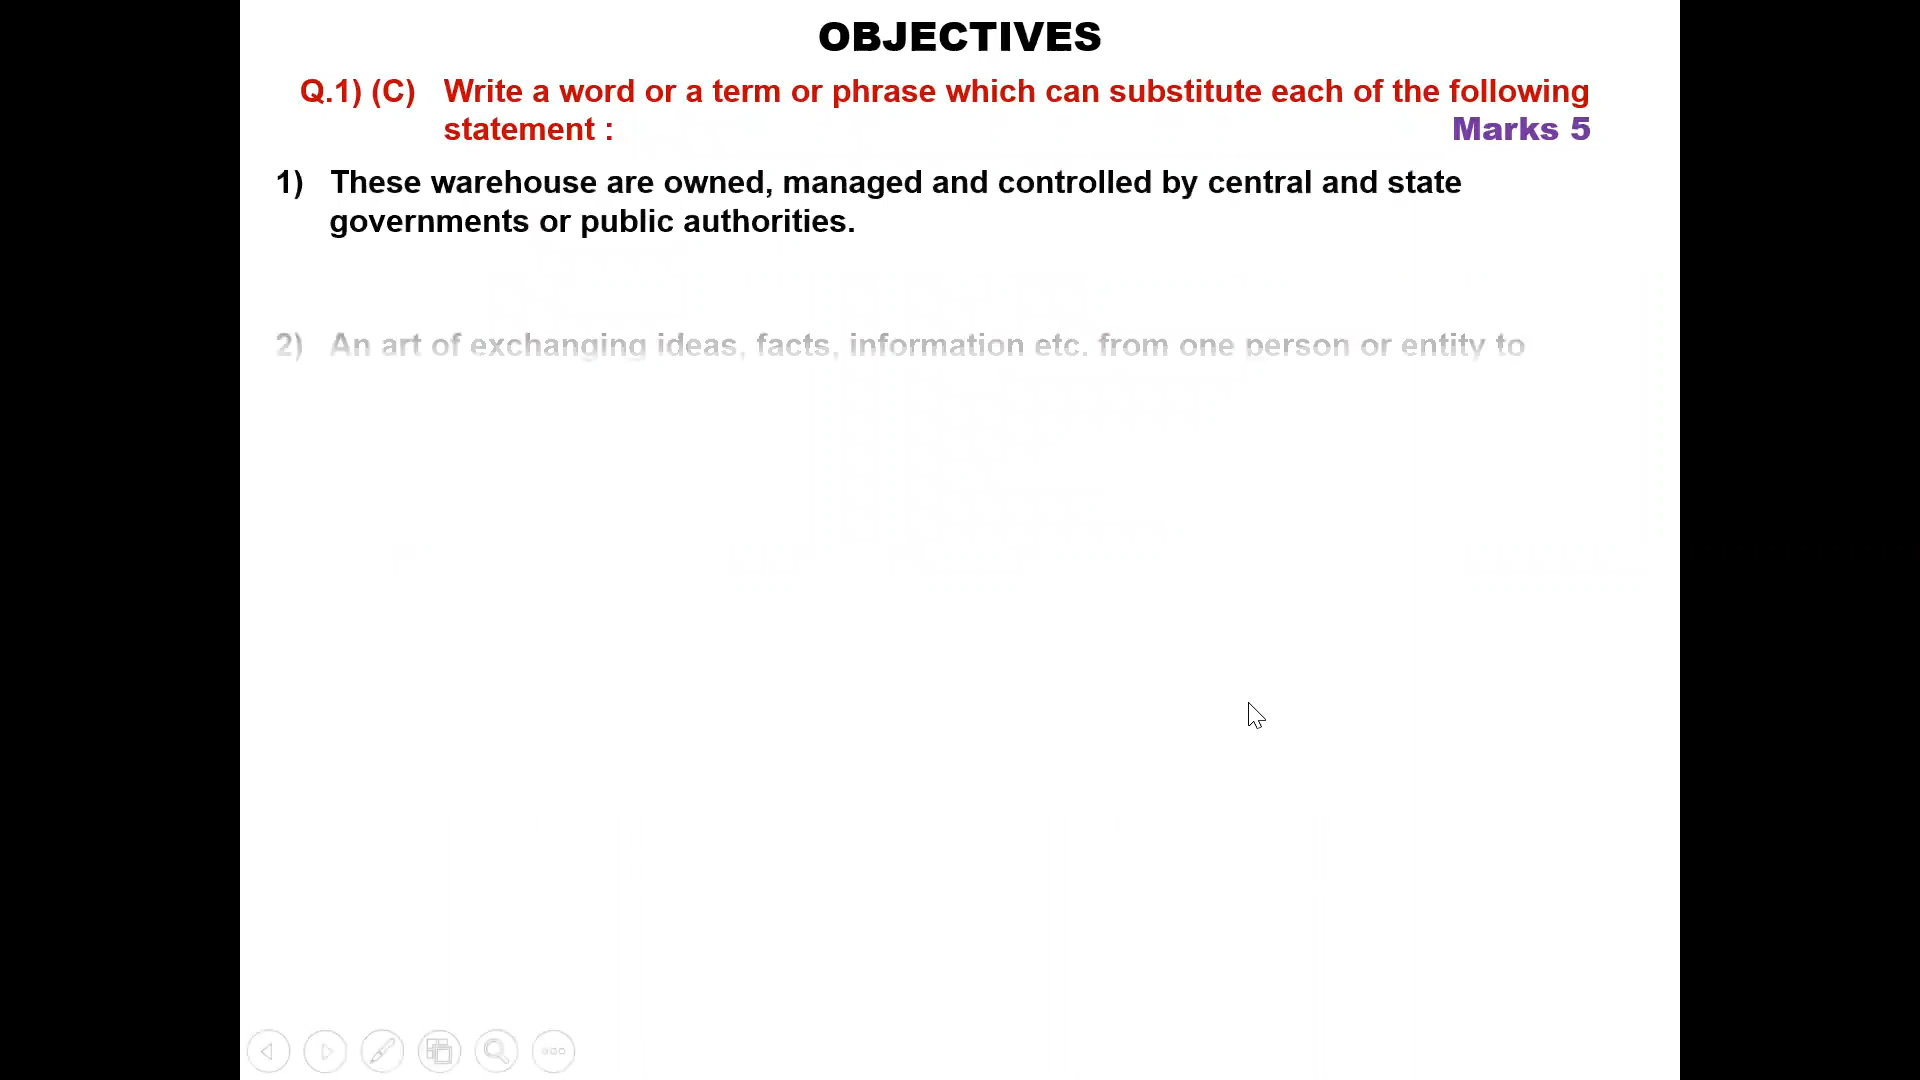 OBJECTIVES
Q.1) (C) Write a word or a term or phrase which can substitute each of the following
statement : Marks 5
1) These warehouse are owned, managed and controlled by central and state
governments or public authorities.
2) An art of exchanging ideas, facts, information etc. from one person or entity to